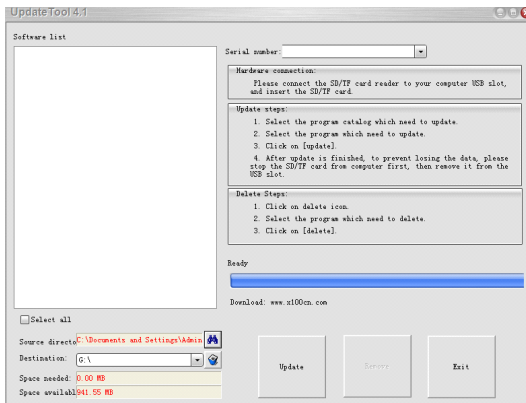 UpdateTool 4.1
Software list
Serial number:
Hardware connection:
Please connect the SD/TF card reader to your computer USB slot,
and insert the SD/TF card.
Update steps:
1. Select the program catalog which need to update.
2. Select the program which need to update.
3. Click on [update].
4. After update is finished, to prevent losing the data, please
stop the SD/TF card from computer first, then remove it from the
USB slot.
Delete Steps:
1. Click on delete icon.
2. Select the program which need to delete.
3. Click on [delete].
Ready
Download: www.x100cn.com
Select all
Source directo C:\Documents and Settings\Admin
Destination: G:\
Space needed: 0.00 MB
Space availabl 941.55 MB
Update
Remove
Exit